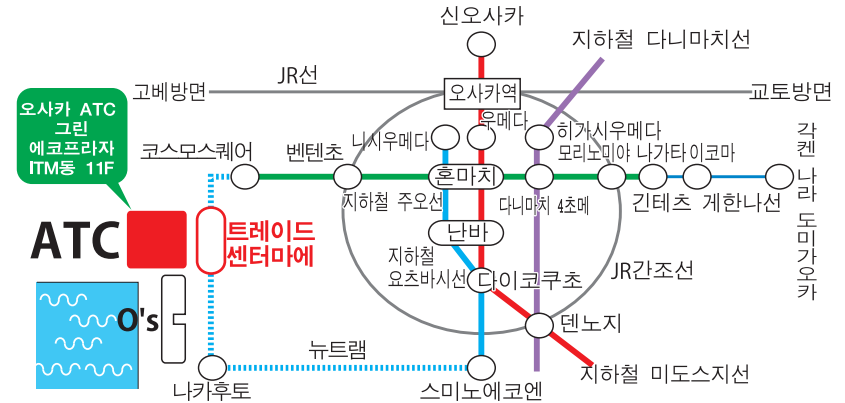 신오사카
지하철 다니마치선
JR선
고베방면
오사카역
교토방면
오사카 ATC
그린
에코프라자
ITM동 11F
우메다
니시우메다
히가시우메다
코스모스퀘어
벤텐초
모리노미야
나가타
이코마
각켄 나라 도미가오카
혼마치
지하철 주오선
다니마치 4초메
긴테츠 게한나선
ATC
트레이드
센터마에
난바
지하철
요츠바시선
다이코쿠초
JR간조선
O's
덴노지
뉴트램
나카후토
스미노에코엔
지하철 미도스지선